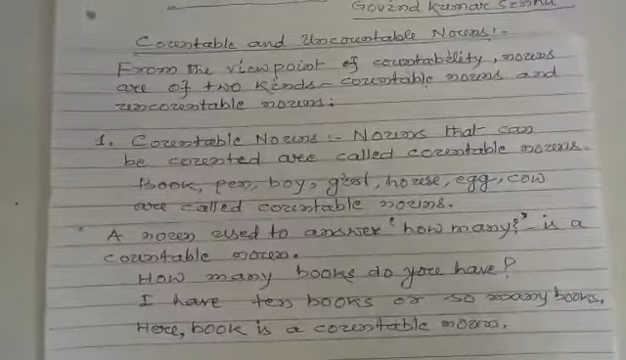 Govind Kumar
Countable and Uncountable Nouns:-
From the viewpoint of countability, nouns
are of two kinds - countable nouns and
uncountable nouns:
1. Countable Nouns :- Nouns that can
be counted are called countable nouns.
Book, pen, boy, girl, house, egg, cow
are called countable nouns.
A noun used to answer 'how many?' - is a
countable noun.
How many books do you have?
I have ten books or so many books.
Here, book is a countable noun.